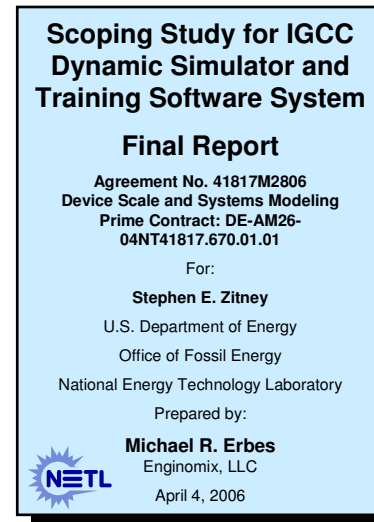 Scoping Study for IGCC
Dynamic Simulator and
Training Software System
Final Report
Agreement No. 41817M2806
Device Scale and Systems Modeling
Prime Contract: DE-AM26-
04NT41817.670.01.01
For:
Stephen E. Zitney
U.S. Department of Energy
Office of Fossil Energy
National Energy Technology Laboratory
Prepared by:
Michael R. Erbes
Enginomix, LLC
April 4, 2006
NETL